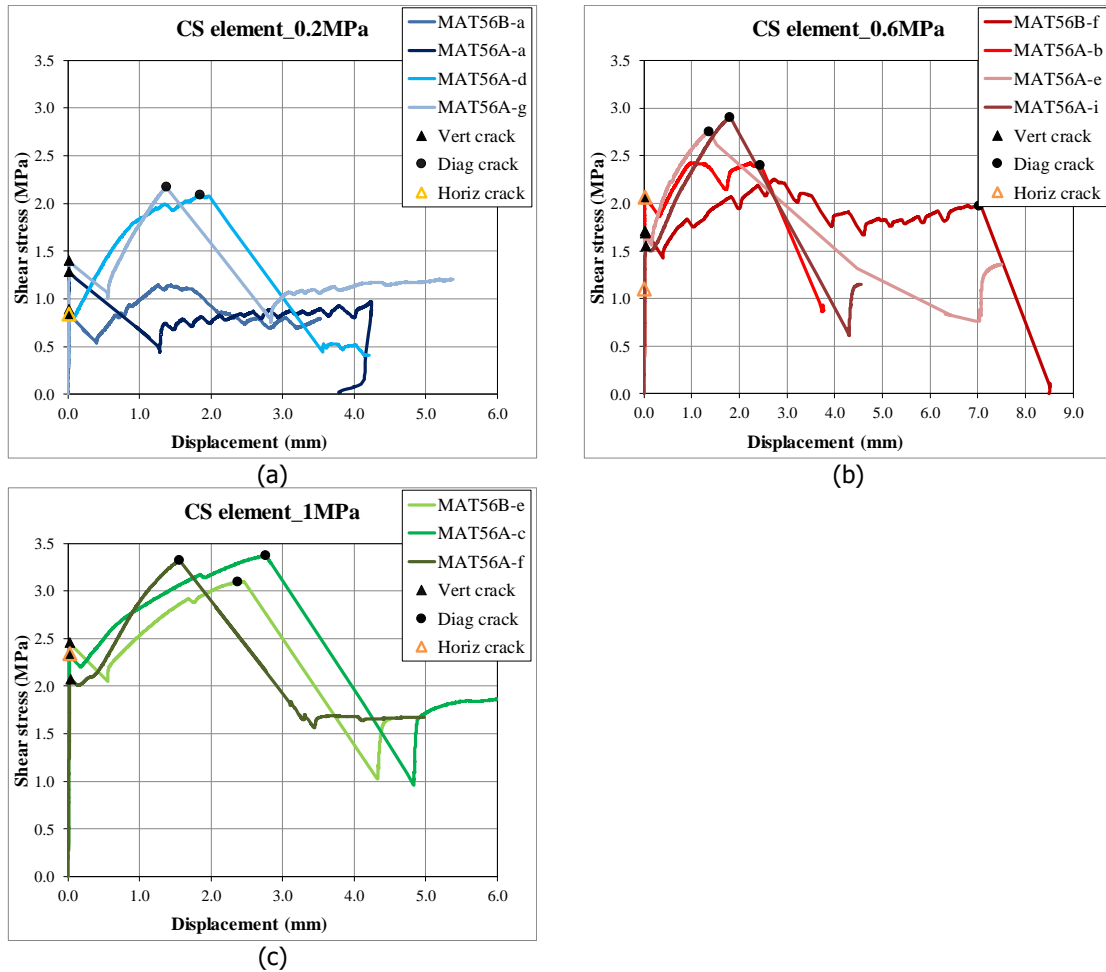 CS element_0.2MPa
Shear stress (MPa)
3.5
3.0
2.5
2.0
1.5
1.0
0.5
0.0
0.0 1.0 2.0 3.0 4.0 5.0 6.0
Displacement (mm)
MAT56B-a
MAT56A-a
MAT56A-d
MAT56A-g
Vert crack
Diag crack
Horiz crack
(a)
CS element_0.6MPa
Shear stress (MPa)
3.5
3.0
2.5
2.0
1.5
1.0
0.5
0.0
0.0 1.0 2.0 3.0 4.0 5.0 6.0 7.0 8.0 9.0
Displacement (mm)
MAT56B-f
MAT56A-b
MAT56A-e
MAT56A-i
Vert crack
Diag crack
Horiz crack
(b)
CS element_1MPa
Shear stress (MPa)
3.5
3.0
2.5
2.0
1.5
1.0
0.5
0.0
0.0 1.0 2.0 3.0 4.0 5.0 6.0
Displacement (mm)
MAT56B-e
MAT56A-c
MAT56A-f
Vert crack
Diag crack
Horiz crack
(c)